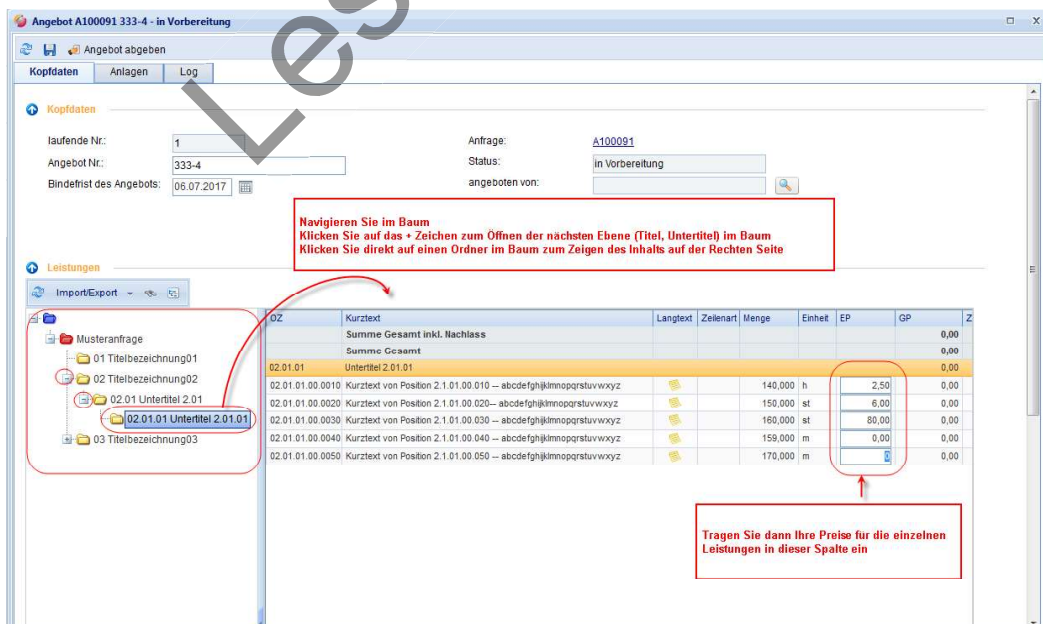 Angebot A100091 333-4 - in Vorbereitung
Angebot abgeben
Kopfdaten Anlagen Log
Kopfdaten
laufende Nr.: 1 Anfrage: A100091
Angebot Nr.: 333-4 Status: in Vorbereitung
Bindefrist des Angebots: 06.07.2017 angeboten von:
Navigieren Sie im Baum
Klicken Sie auf das + Zeichen zum Öffnen der nächsten Ebene (Titel, Untertitel) im Baum
Klicken Sie direkt auf einen Ordner im Baum zum Zeigen des Inhalts auf der Rechten Seite
Leistungen
Import/Export
Musteranfrage
01 Titelbezeichnung01
02 Titelbezeichnung02
02.01 Untertitel 2.01
02.01.01 Untertitel 2.01.01
03 Titelbezeichnung03
OZ Kurztext Langtext Zeilenart Menge Einheit EP GP Z
Summe Gesamt inkl. Nachlass 0,00
Summe Gesamt 0,00
02.01.01 Untertitel 2.01.01 0,00
02.01.01.00.0010 Kurztext von Position 2.1.01.00.010 -- abcdefghijklmnopqrstuvwxyz 140,000 h 2,50 0,00
02.01.01.00.0020 Kurztext von Position 2.1.01.00.020-- abcdefghijklmnopqrstuvwxyz 150,000 st 6,00 0,00
02.01.01.00.0030 Kurztext von Position 2.1.01.00.030 -- abcdefghijklmnopqrstuvwxyz 160,000 st 80,00 0,00
02.01.01.00.0040 Kurztext von Position 2.1.01.00.040 -- abcdefghijklmnopqrstuvwxyz 159,000 m 0,00 0,00
02.01.01.00.0050 Kurztext von Position 2.1.01.00.050 -- abcdefghijklmnopqrstuvwxyz 170,000 m 0 0,00
Tragen Sie dann Ihre Preise für die einzelnen
Leistungen in dieser Spalte ein
Les